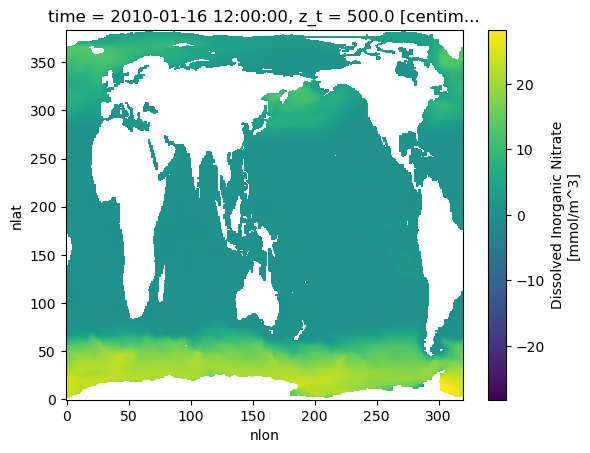 time = 2010-01-16 12:00:00, z_t = 500.0 [centim...
nlat
350
300
250
200
150
100
50
0
0 50 100 150 200 250 300
nlon
20
10
0
−10
−20
Dissolved Inorganic Nitrate
[mmol/m^3]